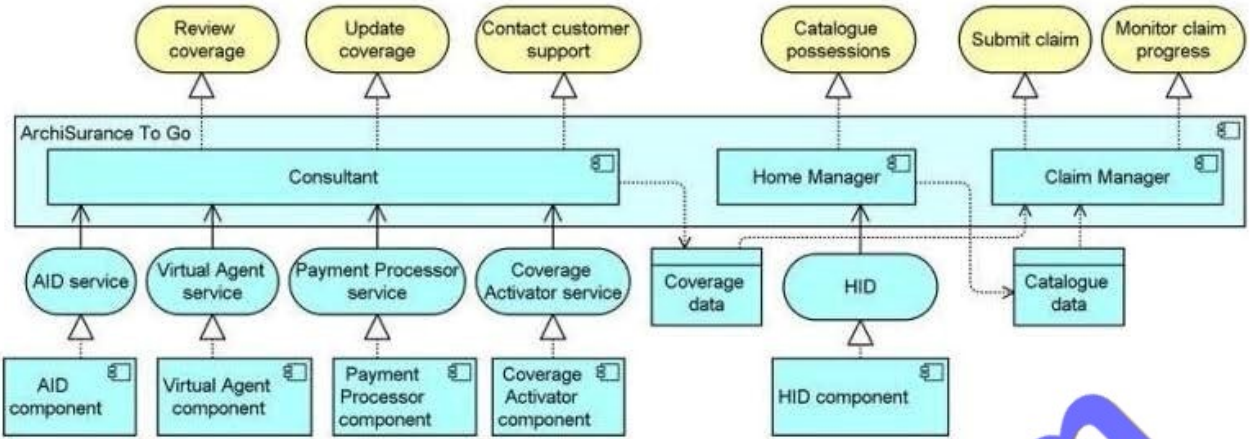 Review
coverage
Update
coverage
Contact customer
support
Catalogue
possessions
Submit claim
Monitor claim
progress
ArchiSurance To Go
Consultant
Home Manager
Claim Manager
AID service
Virtual Agent
service
Payment Processor
service
Coverage
Activator service
Coverage
data
HID
Catalogue
data
AID
component
Virtual Agent
component
Payment
Processor
component
Coverage
Activator
component
HID component